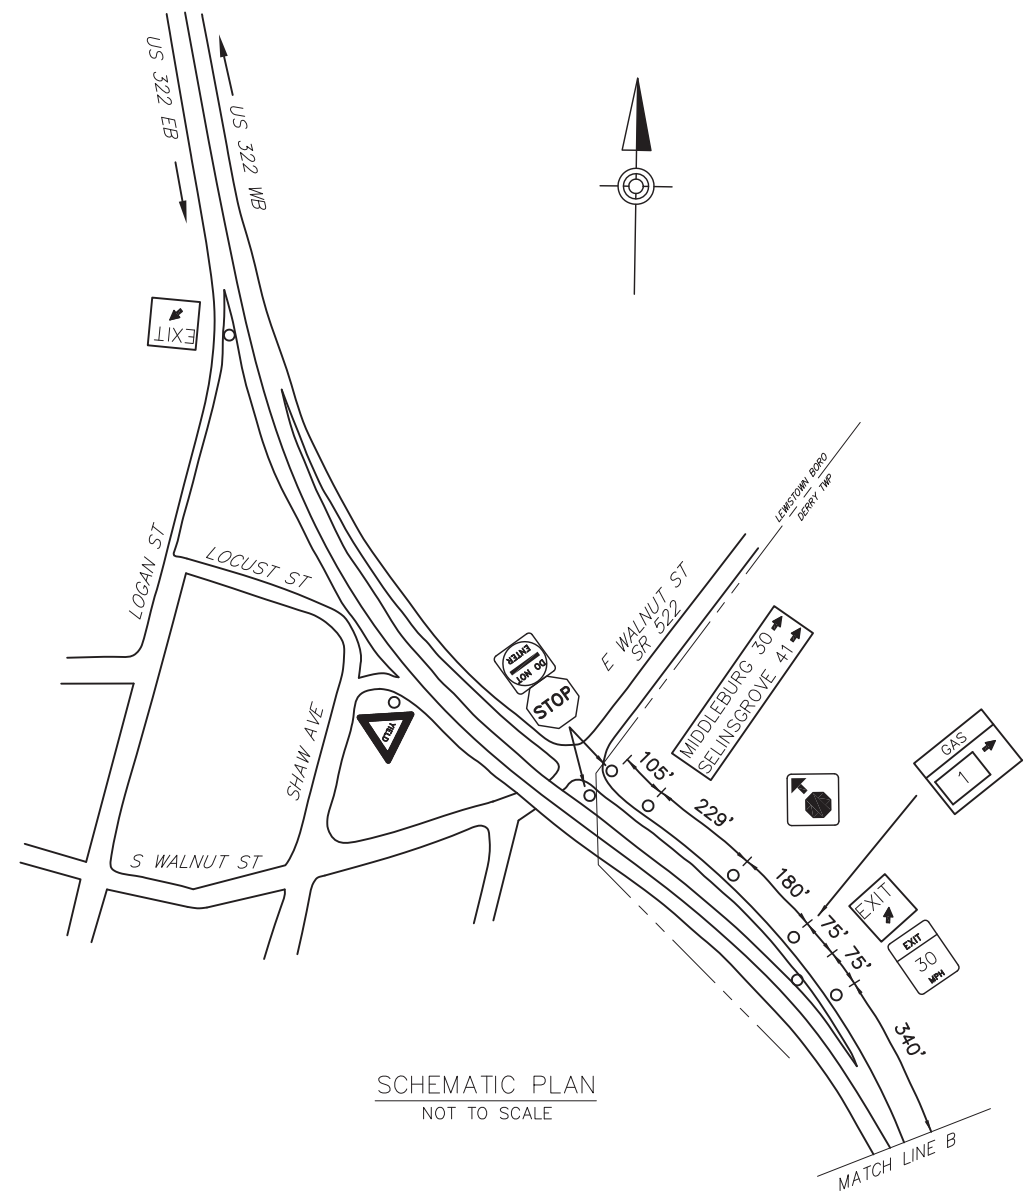 US 322 EB
US 322 WB
EXIT
LOGAN ST
LOCUST ST
LEWISTOWN BORO
DERRY TWP
E WALNUT ST
SR 522
DO NOT
ENTER
STOP
MIDDLEBURG 30
SELINSGROVE 41
YIELD
SHAW AVE
GAS
1
105'
229'
180'
75'
75'
340'
S WALNUT ST
EXIT
EXIT
30
MPH
SCHEMATIC PLAN
NOT TO SCALE
MATCH LINE B